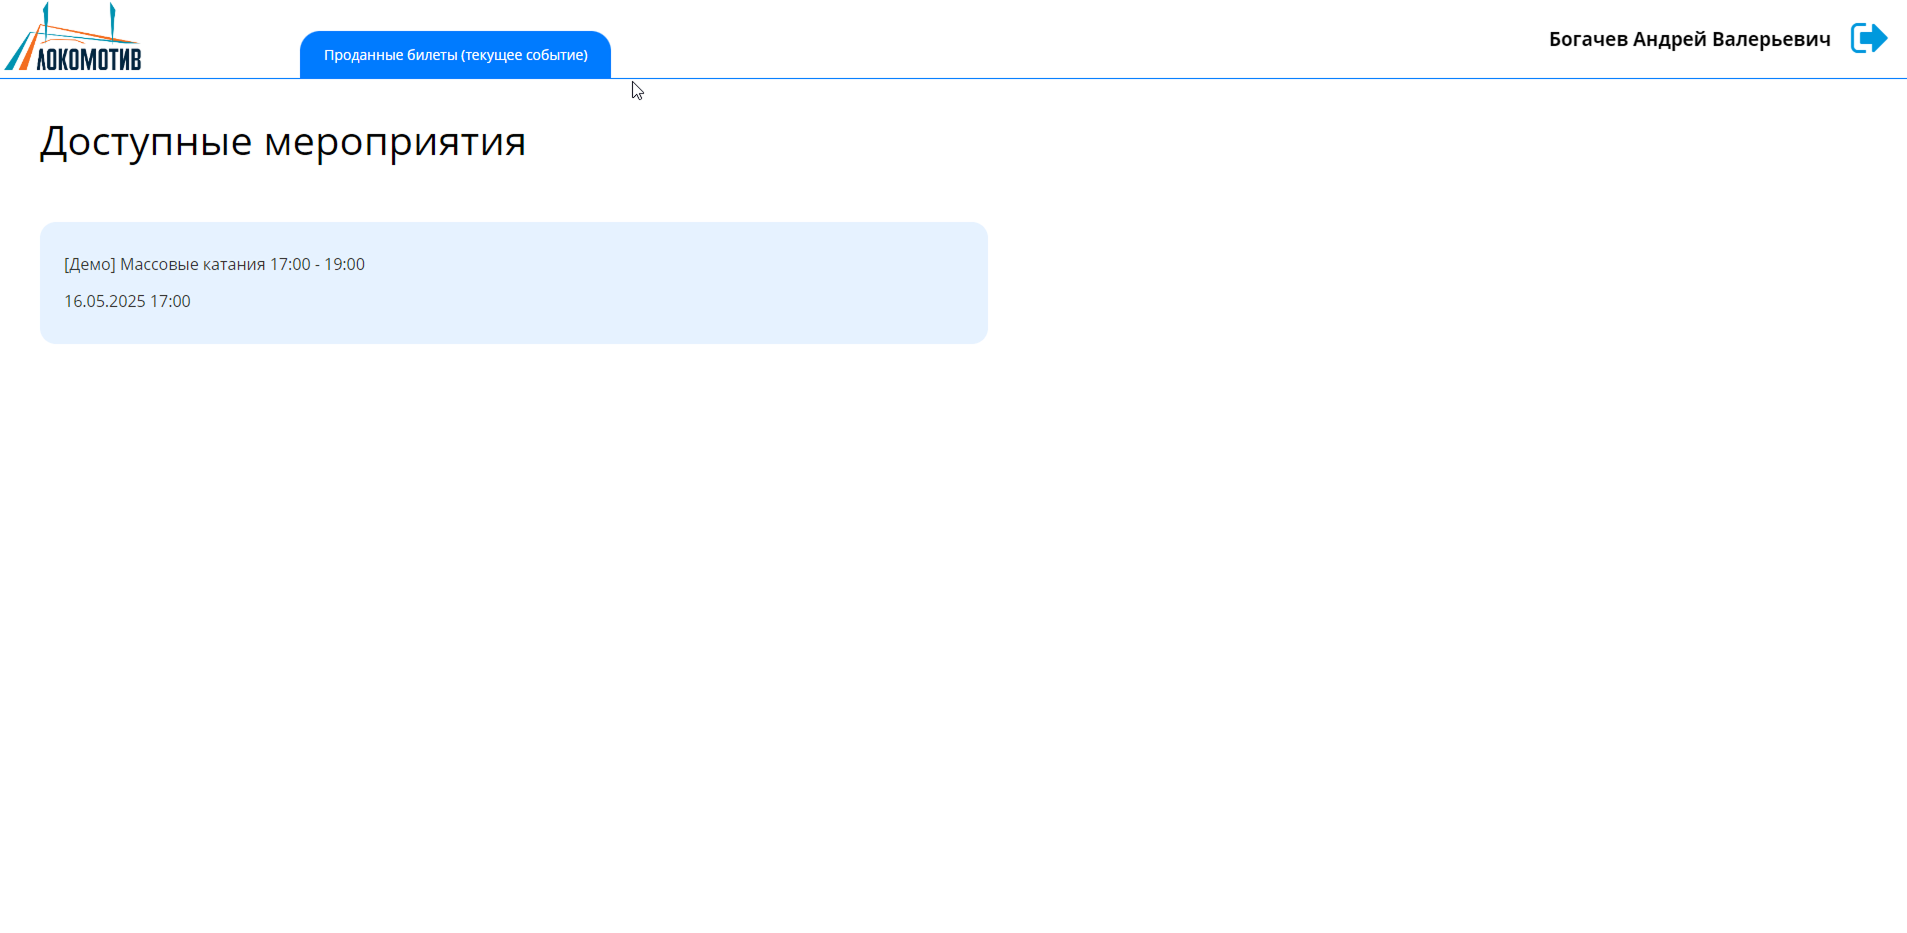 ЛОКОМОТИВ
Проданные билеты (текущее событие)
Богачев Андрей Валерьевич
Доступные мероприятия
[Демо] Массовые катания 17:00 - 19:00
16.05.2025 17:00